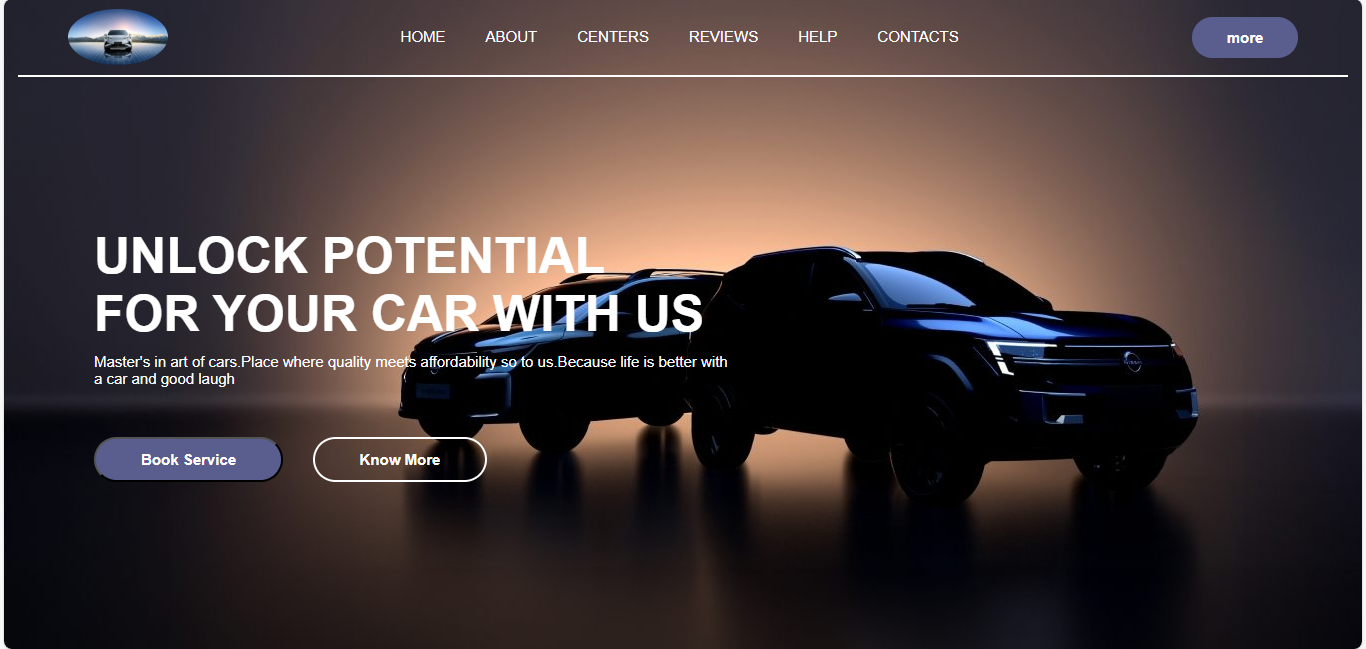 HOME ABOUT CENTERS REVIEWS HELP CONTACTS more
UNLOCK POTENTIAL
FOR YOUR CAR WITH US
Master's in art of cars.Place where quality meets affordability so to us.Because life is better with
a car and good laugh
Book Service Know More